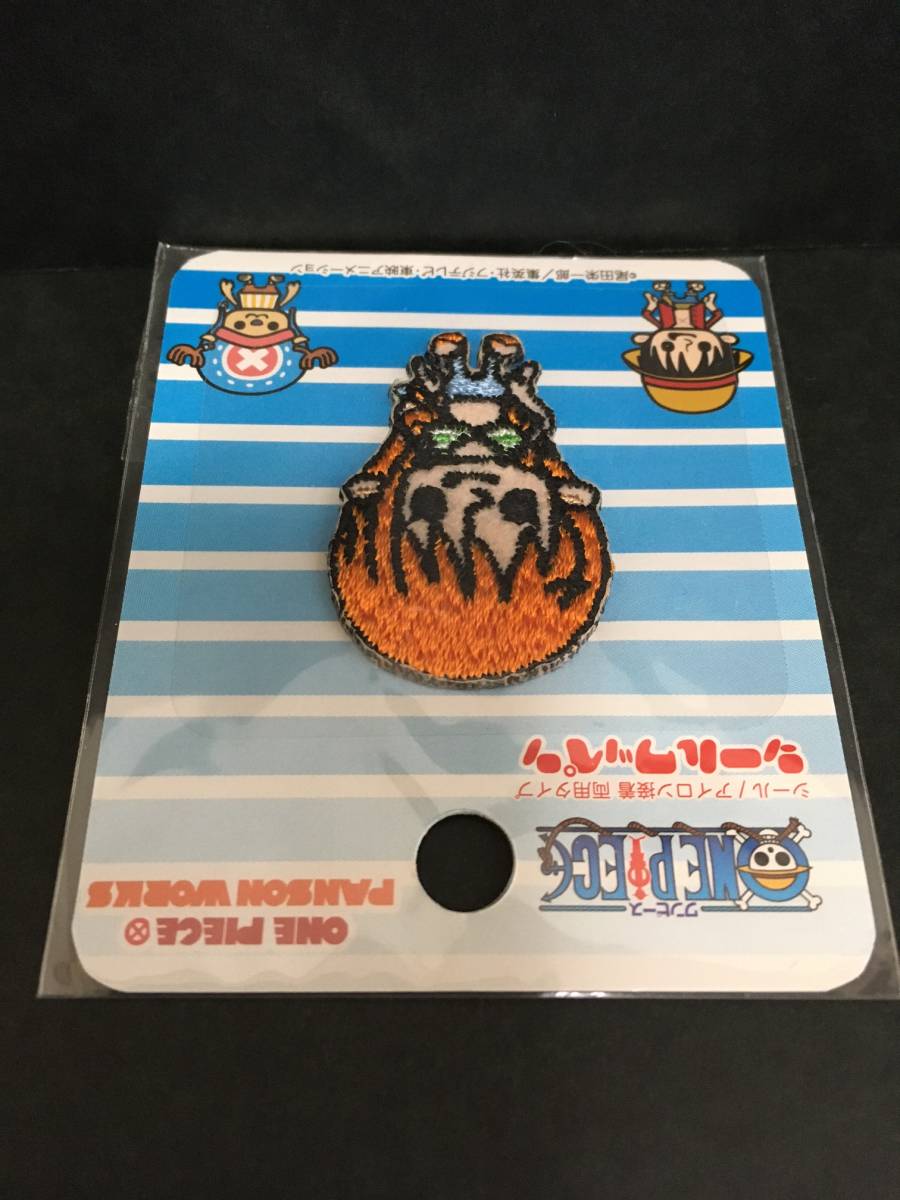 ONE PIECE×
PANSON WORKS
ワンピース
ONE PIECE
シール/アイロン接着 両用タイプ
シールワッペン
©尾田栄一郎/集英社・フジテレビ・東映アニメーション